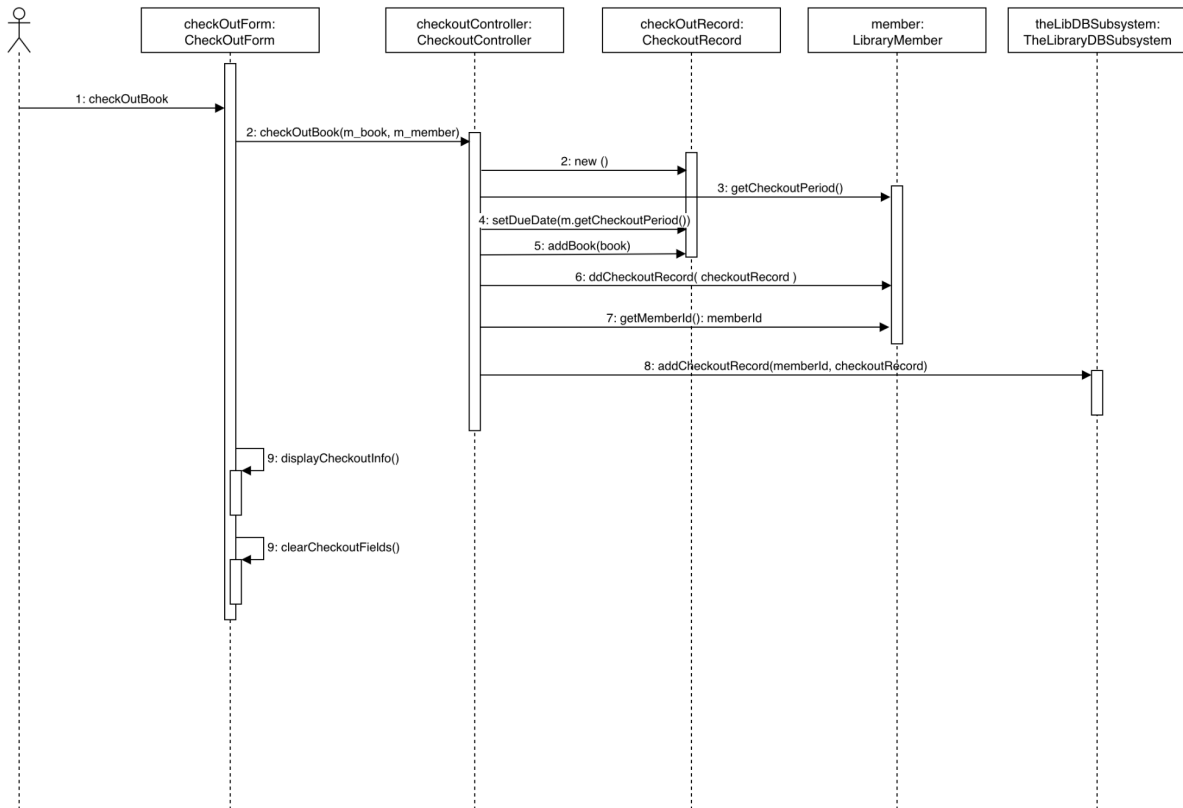 checkOutForm:
CheckOutForm
checkoutController:
CheckoutController
checkOutRecord:
CheckoutRecord
member:
LibraryMember
theLibDBSubsystem:
TheLibraryDBSubsystem
1: checkOutBook
2: checkOutBook(m_book, m_member)
2: new ()
3: getCheckoutPeriod()
4: setDueDate(m.getCheckoutPeriod())
5: addBook(book)
6: ddCheckoutRecord( checkoutRecord )
7: getMemberId(): memberId
8: addCheckoutRecord(memberId, checkoutRecord)
9: displayCheckoutInfo()
9: clearCheckoutFields()